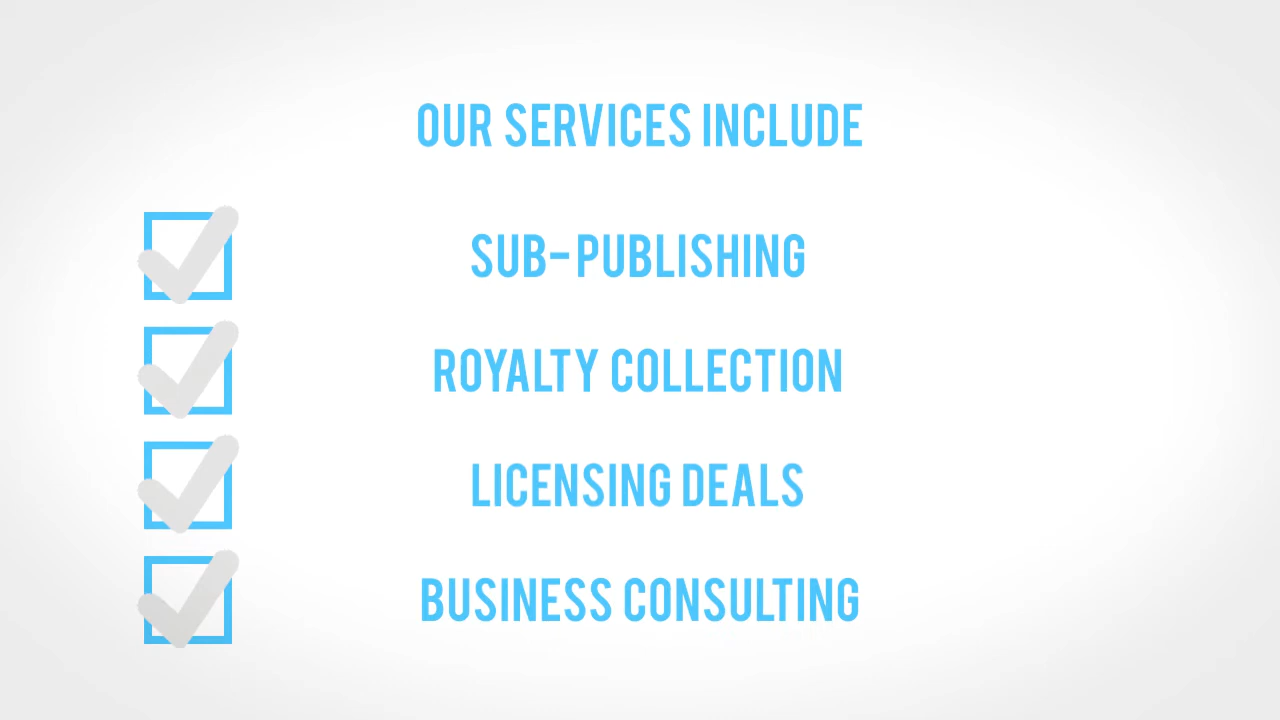 OUR SERVICES INCLUDE
SUB-PUBLISHING
ROYALTY COLLECTION
LICENSING DEALS
BUSINESS CONSULTING